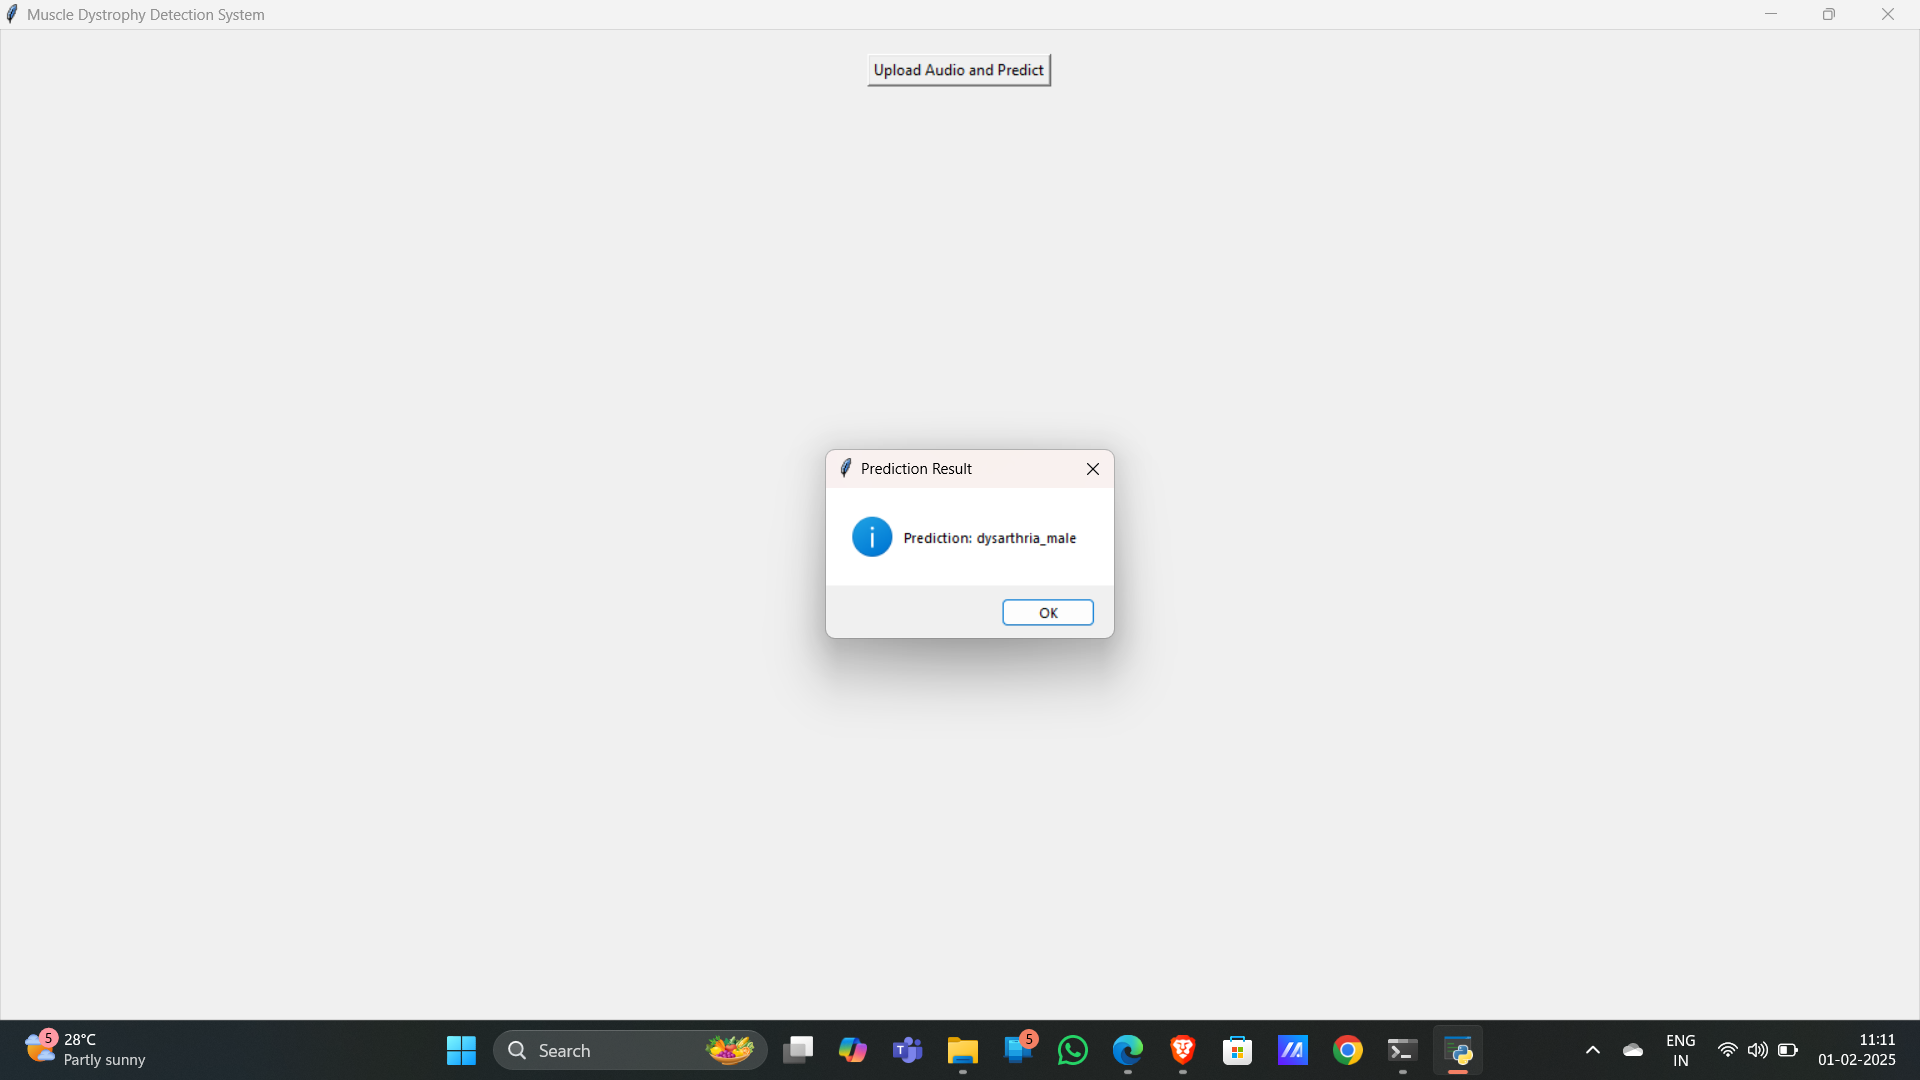 Muscle Dystrophy Detection System
Upload Audio and Predict
Prediction Result
i
Prediction: dysarthria_male
OK
5
28°C
Partly sunny
Search
T
5
ENG
IN
11:11
01-02-2025